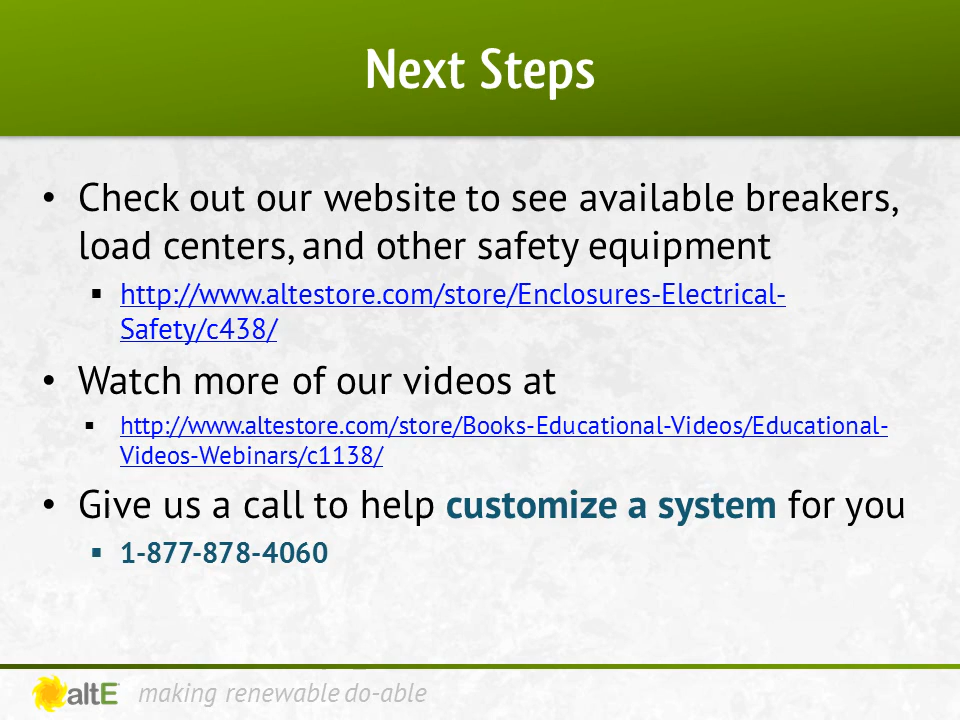 Next Steps
• Check out our website to see available breakers,
load centers, and other safety equipment
▪ http://www.altestore.com/store/Enclosures-Electrical-
Safety/c438/
• Watch more of our videos at
▪ http://www.altestore.com/store/Books-Educational-Videos/Educational-
Videos-Webinars/c1138/
• Give us a call to help customize a system for you
▪ 1-877-878-4060
altE making renewable do-able